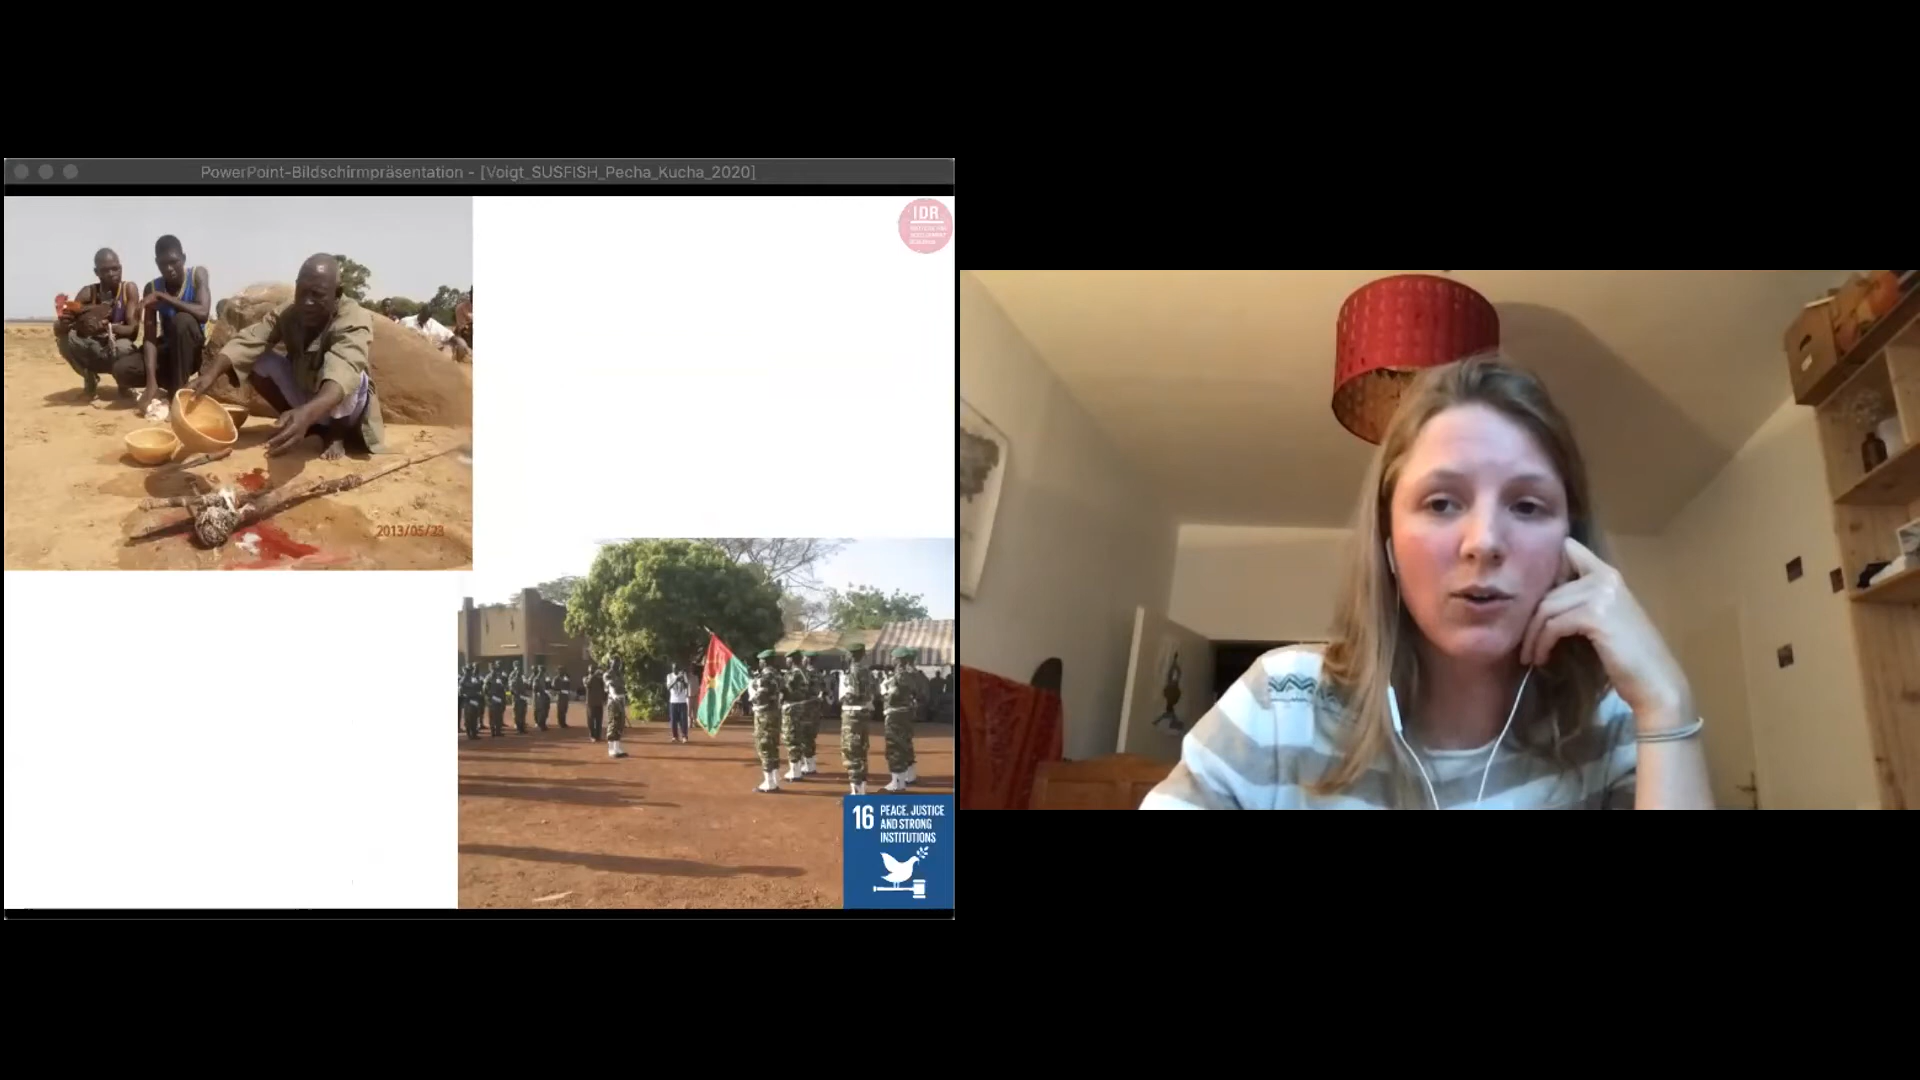 PowerPoint-Bildschirmpräsentation - [Voigt_SUSFISH_Pecha_Kucha_2020]
IDR
2013/05/23
16 PEACE, JUSTICE
AND STRONG
INSTITUTIONS